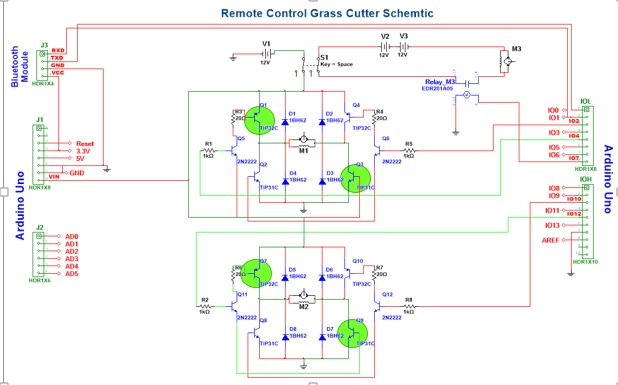 Remote Control Grass Cutter Schemtic
Bluetooth
Module
J3
RXD
TXD
GND
VCC
HDR1X4
V1
12V
S1
Key = Space
V2
12V
V3
12V
M3
Relay_M3
EDR201A05
J1
Reset
3.3V
5V
GND
VIN
HDR1X8
Arduino Uno
J2
AD0
AD1
AD2
AD3
AD4
AD5
HDR1X6
Q1
TIP32C
R3
20Ω
D1
1BH62
D2
1BH62
Q4
TIP32C
R4
20Ω
R1
1kΩ
Q5
2N2222
M1
Q6
2N2222
R5
1kΩ
Q2
TIP31C
D4
1BH62
D3
1BH62
Q3
TIP31C
Q7
TIP32C
20Ω
D5
1BH62
D6
1BH62
Q10
TIP32C
R7
20Ω
R2
1kΩ
Q11
2N2222
M2
Q12
2N2222
R8
1kΩ
Q8
TIP31C
D8
1BH62
D7
1BH62
Q9
TIP31C
IOL
IO0
IO1
IO2
IO3
IO4
IO5
IO6
IO7
HDR1X8
Arduino Uno
IOH
IO8
IO9
IO10
IO11
IO12
IO13
AREF
HDR1X10